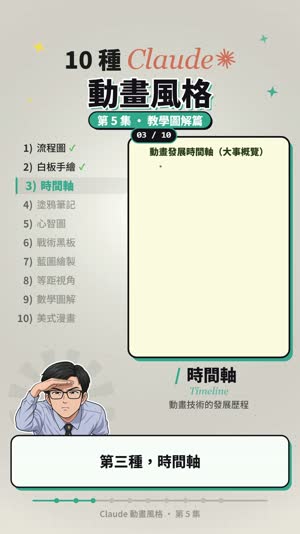 10 種 Claude
動畫風格
第 5 集 • 教學圖解篇
03 / 10
動畫發展時間軸（大事概覽）
1) 流程圖 ✓
2) 白板手繪 ✓
3) 時間軸
4) 塗鴉筆記
5) 心智圖
6) 戰術黑板
7) 藍圖繪製
8) 等距視角
9) 數學圖解
10) 美式漫畫
/ 時間軸
Timeline
動畫技術的發展歷程
第三種，時間軸
Claude 動畫風格 • 第 5 集